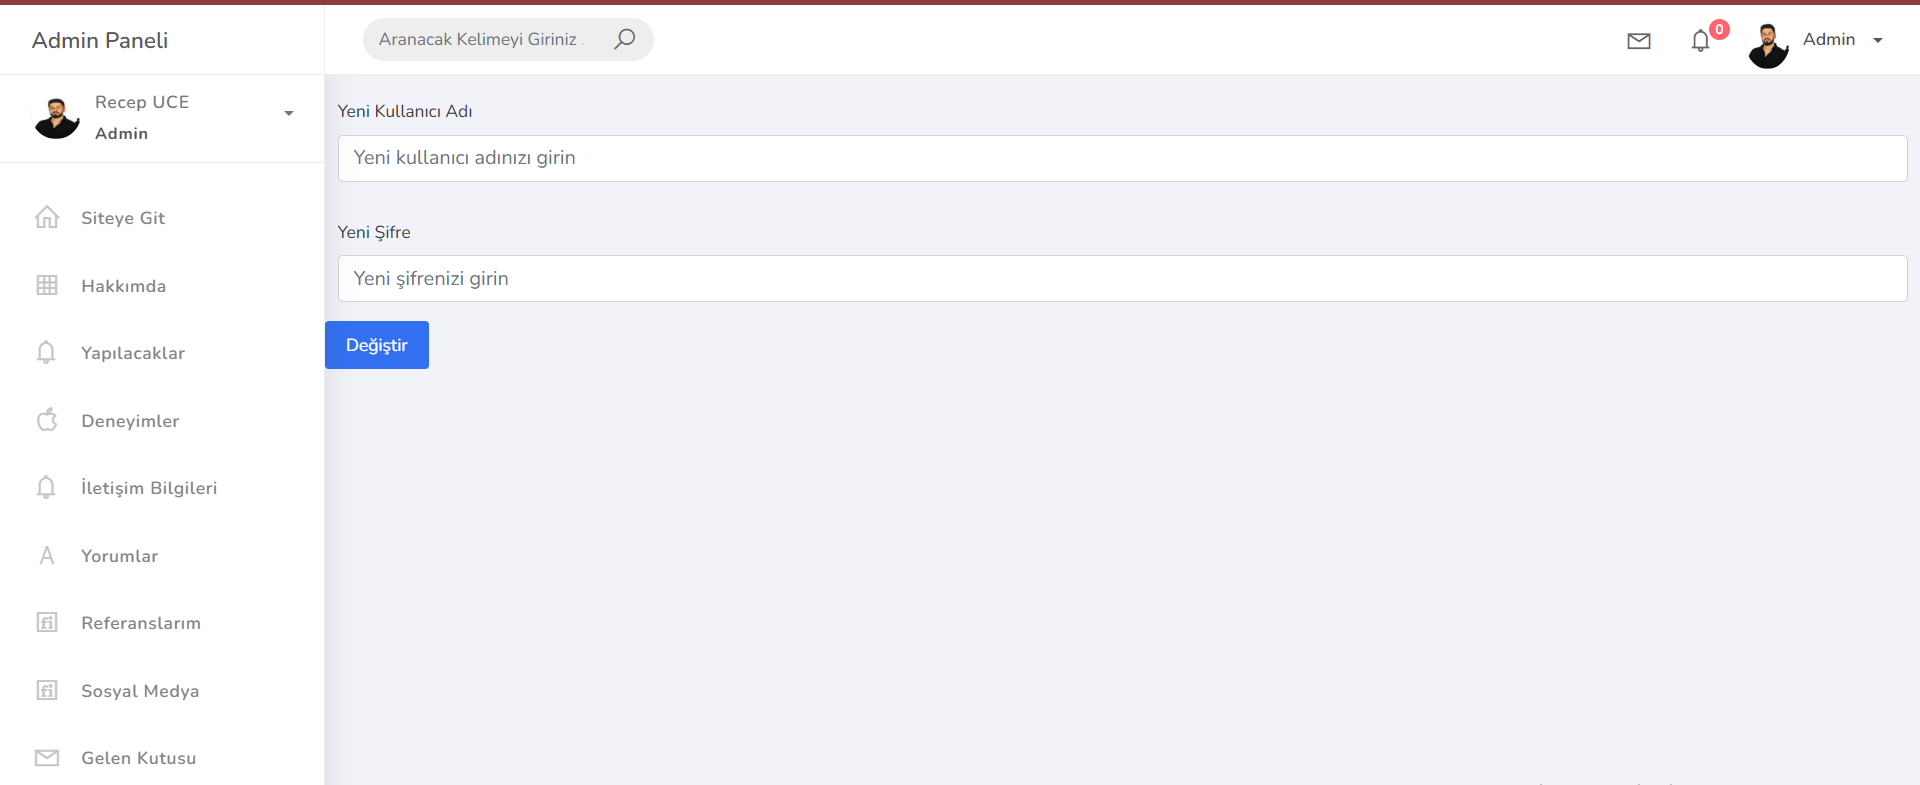 Admin Paneli
Aranacak Kelimeyi Giriniz .
0
Admin
Recep UCE
Admin
Siteye Git
Hakkımda
Yapılacaklar
Deneyimler
İletişim Bilgileri
Yorumlar
Referanslarım
Sosyal Medya
Gelen Kutusu
Yeni Kullanıcı Adı
Yeni kullanıcı adınızı girin
Yeni Şifre
Yeni şifrenizi girin
Değiştir